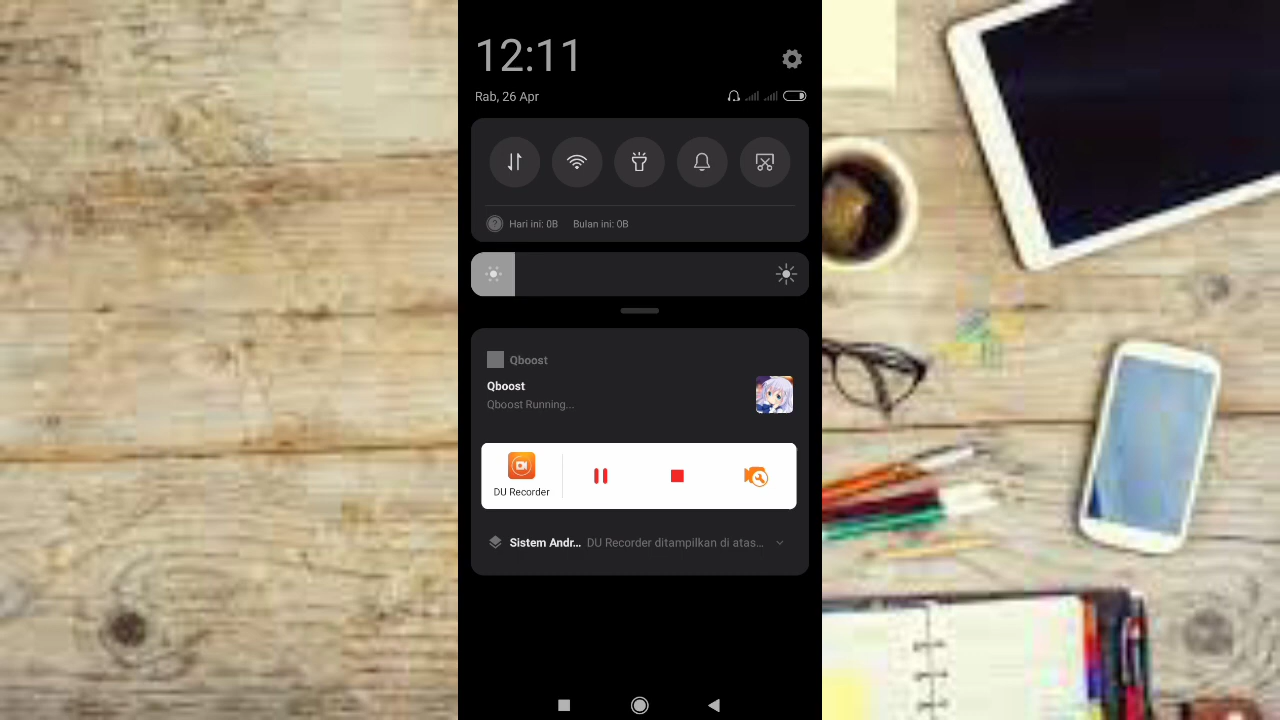 12:11
Rab, 26 Apr
Hari ini: 0B Bulan ini: 0B
Qboost
Qboost
Qboost Running...
DU Recorder
Sistem Andr... DU Recorder ditampilkan di atas...